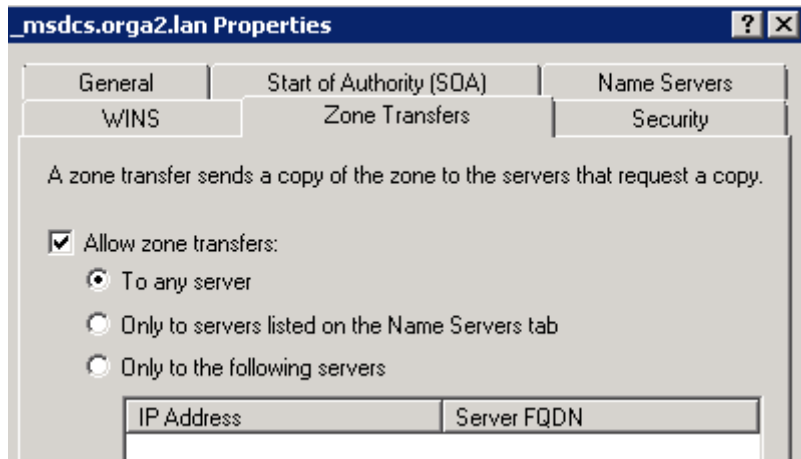 _msdcs.orga2.lan Properties
General Start of Authority (SOA) Name Servers
WINS Zone Transfers Security
A zone transfer sends a copy of the zone to the servers that request a copy.
Allow zone transfers:
To any server
Only to servers listed on the Name Servers tab
Only to the following servers
IP Address Server FQDN